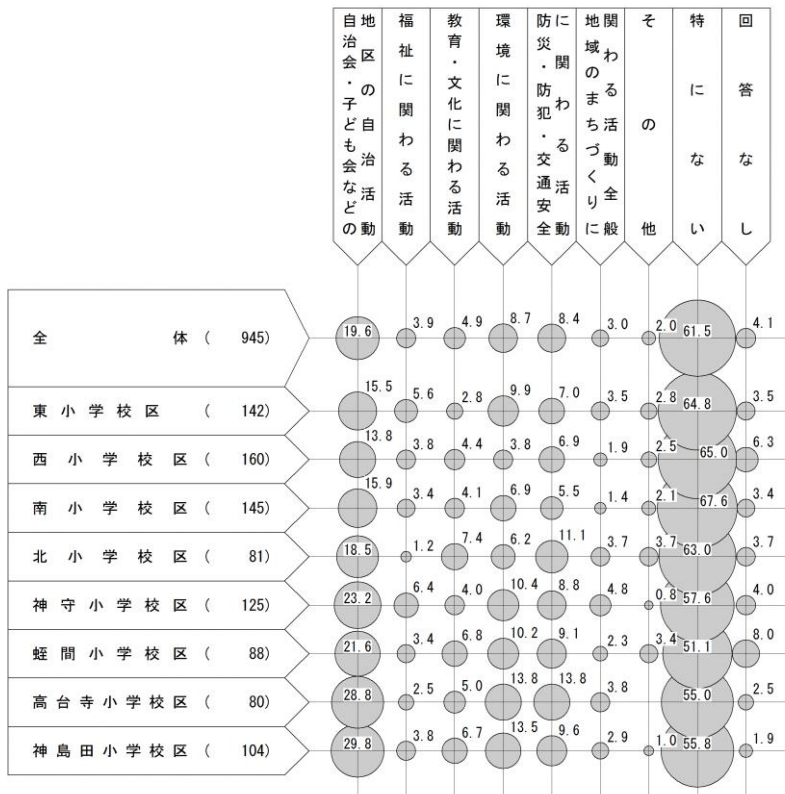 地区の自治活動
自治会・子ども会などの
福祉に関わる活動
教育・文化に関わる活動
環境に関わる活動
に関わる活動
防災・防犯・交通安全
関わる活動全般
地域のまちづくりに
その他
特にない
回答なし
全体（945） 19.6 3.9 4.9 8.7 8.4 3.0 2.0 61.5 4.1
東小学校区（142） 15.5 5.6 2.8 9.9 7.0 3.5 2.8 64.8 3.5
西小学校区（160） 13.8 3.8 4.4 3.8 6.9 1.9 2.5 65.0 6.3
南小学校区（145） 15.9 3.4 4.1 6.9 5.5 1.4 2.1 67.6 3.4
北小学校区（81） 18.5 1.2 7.4 6.2 11.1 3.7 3.7 63.0 3.7
神守小学校区（125） 23.2 6.4 4.0 10.4 8.8 4.8 0.8 57.6 4.0
蛭間小学校区（88） 21.6 3.4 6.8 10.2 9.1 2.3 3.4 51.1 8.0
高台寺小学校区（80） 28.8 2.5 5.0 13.8 13.8 3.8 55.0 2.5
神島田小学校区（104） 29.8 3.8 6.7 13.5 9.6 2.9 1.0 55.8 1.9